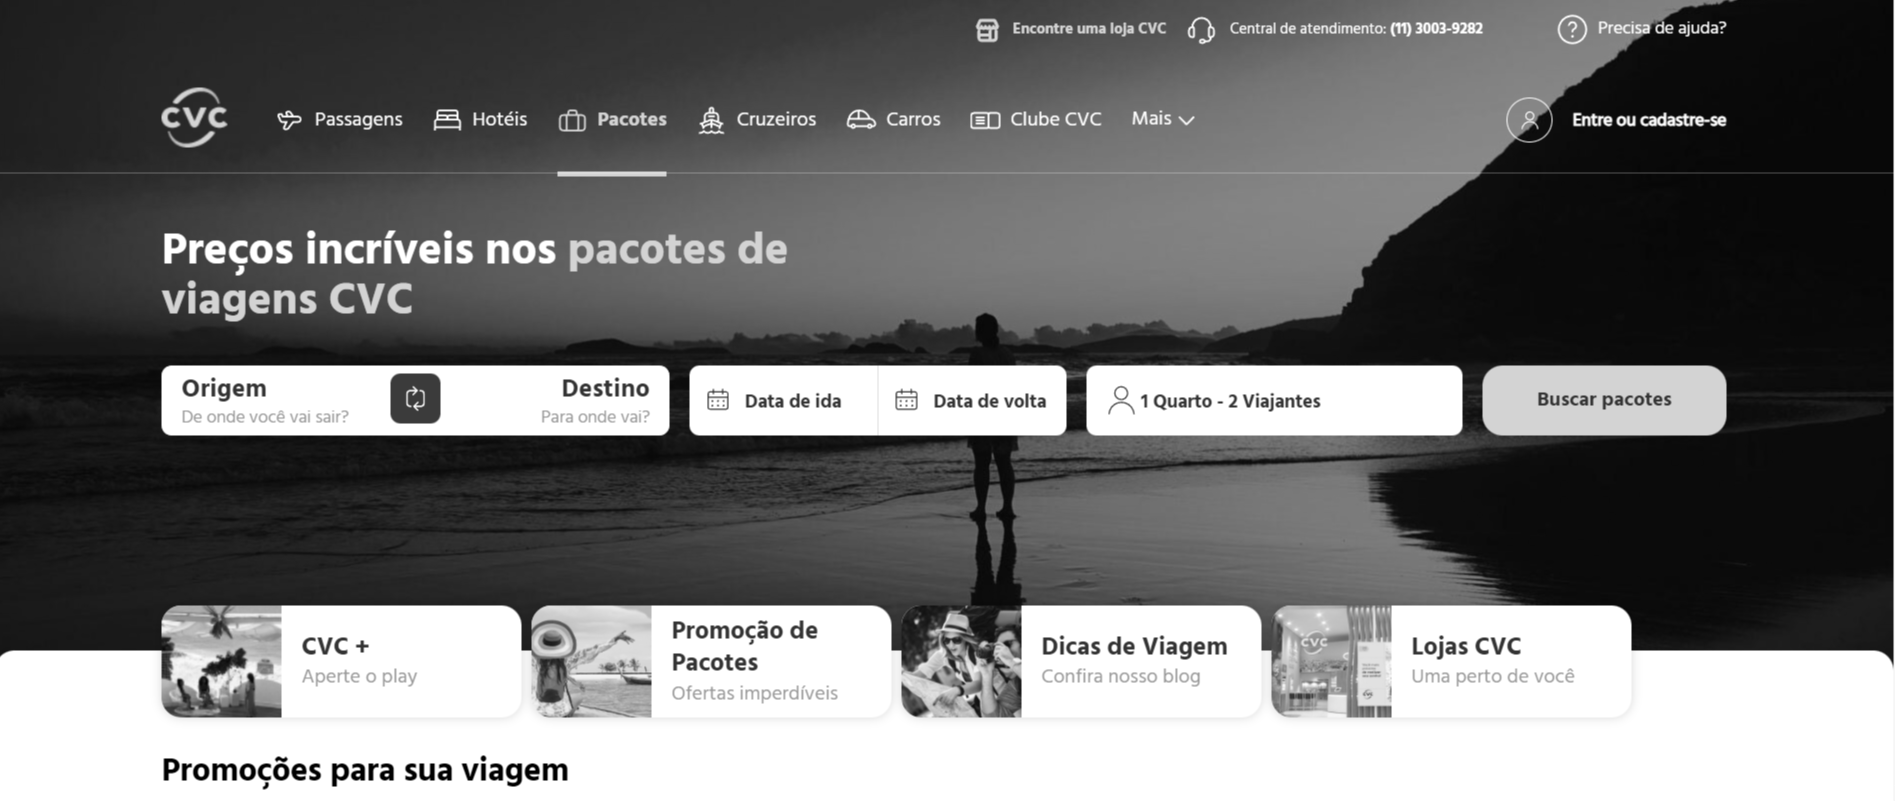 Encontre uma loja CVC
Central de atendimento: (11) 3003-9282
Precisa de ajuda?
CVC
Passagens
Hotéis
Pacotes
Cruzeiros
Carros
Clube CVC
Mais
Entre ou cadastre-se
Preços incríveis nos pacotes de
viagens CVC
Origem
De onde você vai sair?
Destino
Para onde vai?
Data de ida
Data de volta
1 Quarto - 2 Viajantes
Buscar pacotes
CVC +
Aperte o play
Promoção de
Pacotes
Ofertas imperdíveis
Dicas de Viagem
Confira nosso blog
CVC
Lojas CVC
Uma perto de você
Promoções para sua viagem